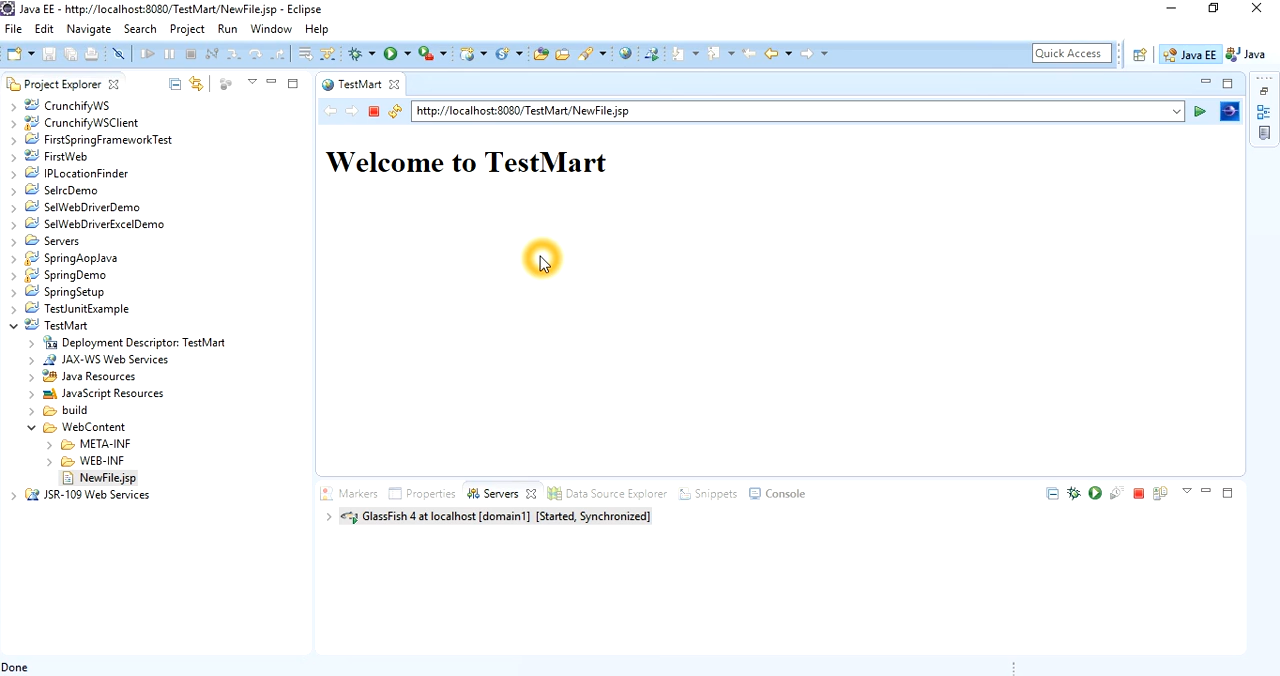 Java EE - http://localhost:8080/TestMart/NewFile.jsp - Eclipse
File Edit Navigate Search Project Run Window Help
Quick Access Java EE Java
Project Explorer
CrunchifyWS
CrunchifyWSClient
FirstSpringFrameworkTest
FirstWeb
IPLocationFinder
SelrcDemo
SelWebDriverDemo
SelWebDriverExcelDemo
Servers
SpringAopJava
SpringDemo
SpringSetup
TestJunitExample
TestMart
Deployment Descriptor: TestMart
JAX-WS Web Services
Java Resources
JavaScript Resources
build
WebContent
META-INF
WEB-INF
NewFile.jsp
JSR-109 Web Services
TestMart
http://localhost:8080/TestMart/NewFile.jsp
Welcome to TestMart
Markers Properties Servers Data Source Explorer Snippets Console
GlassFish 4 at localhost [domain1] [Started, Synchronized]
Done